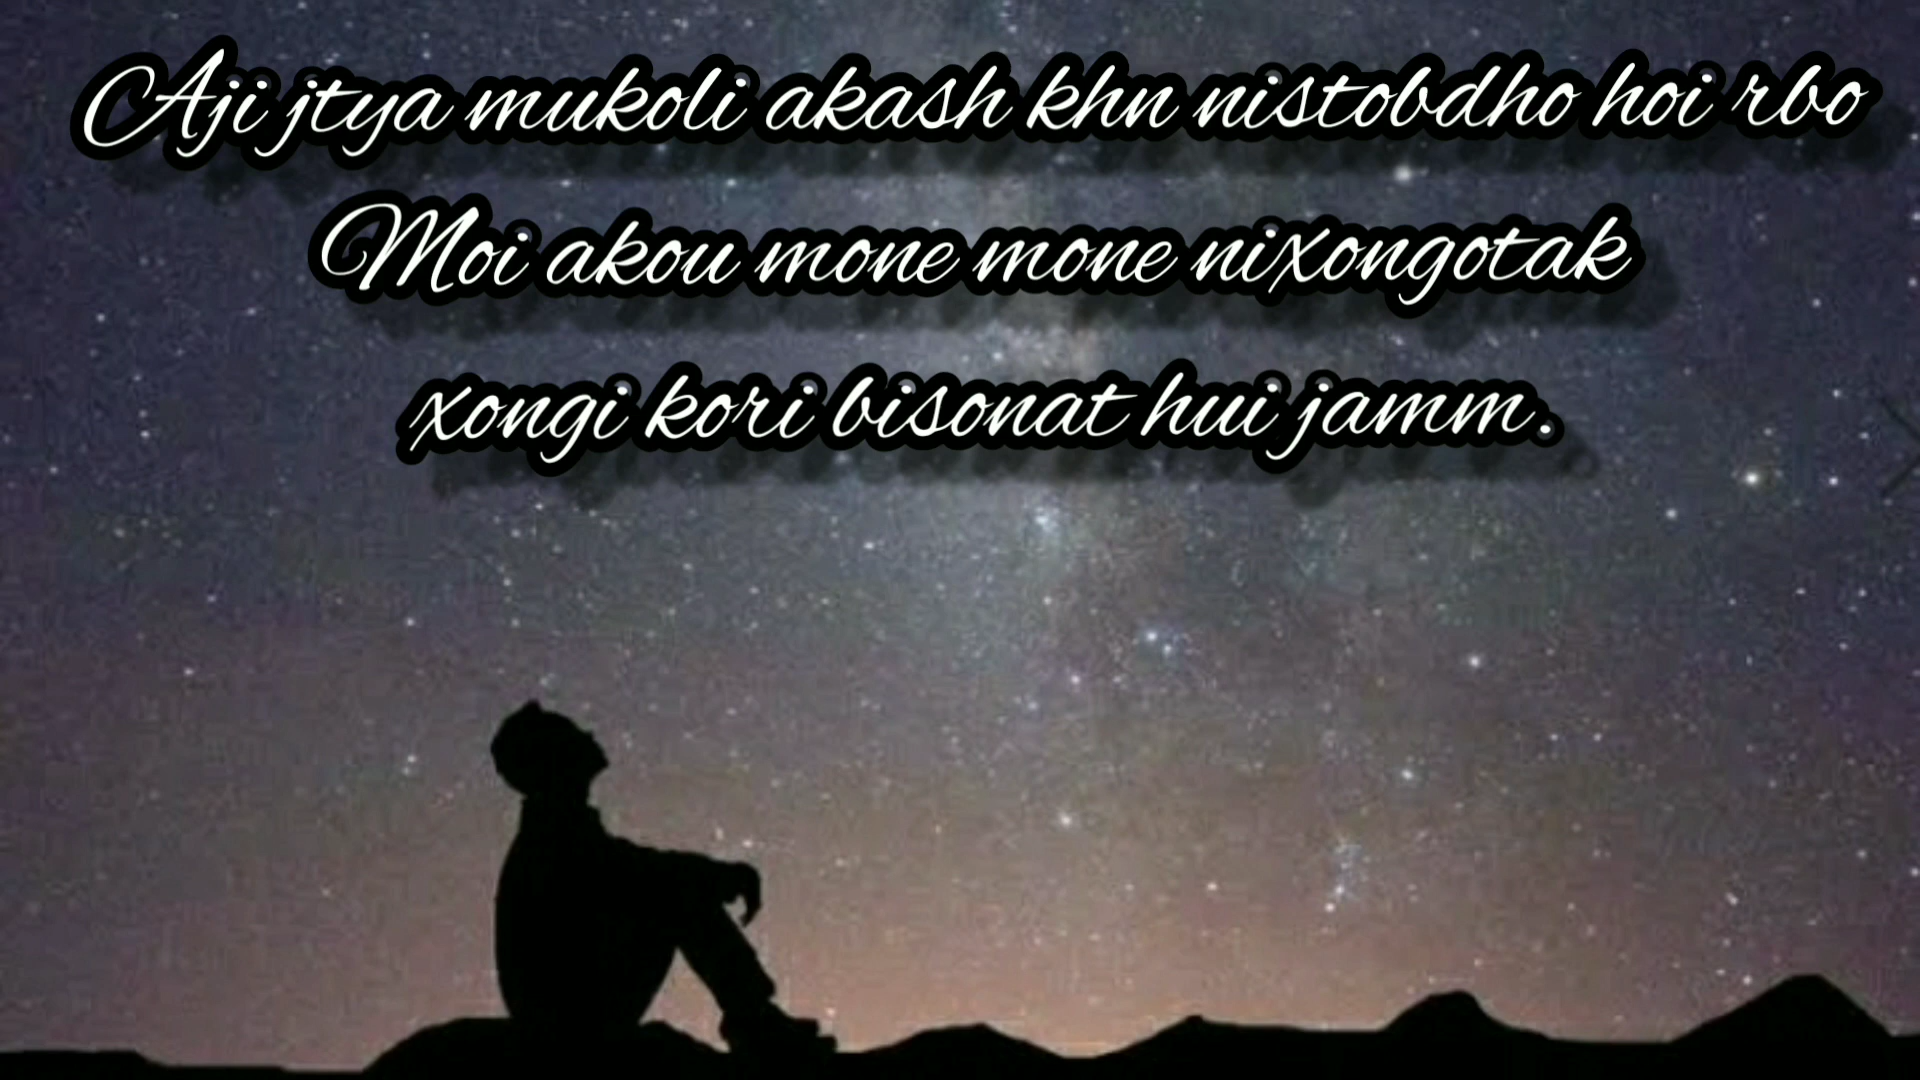 Aji jtya mukoli akash khn nistobdho hoi rbo
Moi akou mone mone nixongotak
xongi kori bisonat hui jamm.